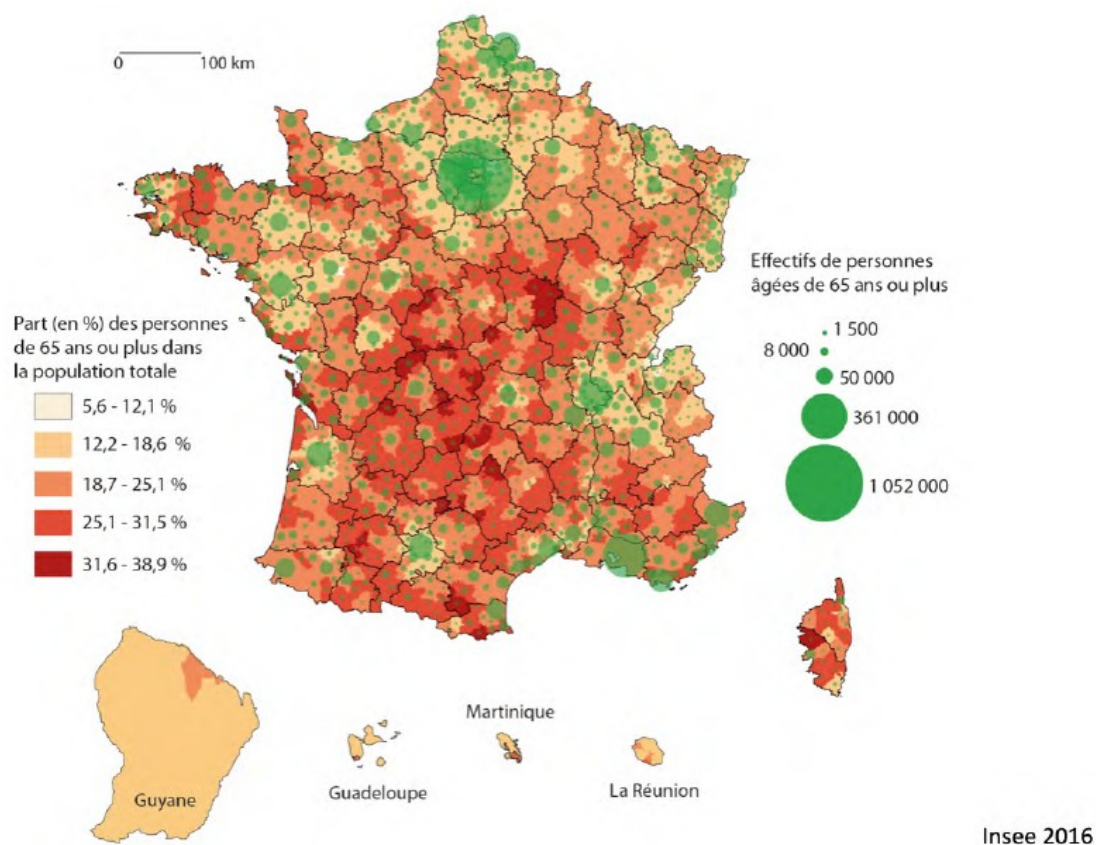 0 100 km
Effectifs de personnes
âgées de 65 ans ou plus
1 500
8 000
50 000
361 000
1 052 000
Part (en %) des personnes
de 65 ans ou plus dans
la population totale
5,6 - 12,1 %
12,2 - 18,6 %
18,7 - 25,1 %
25,1 - 31,5 %
31,6 - 38,9 %
Guyane
Guadeloupe
Martinique
La Réunion
Insee 2016